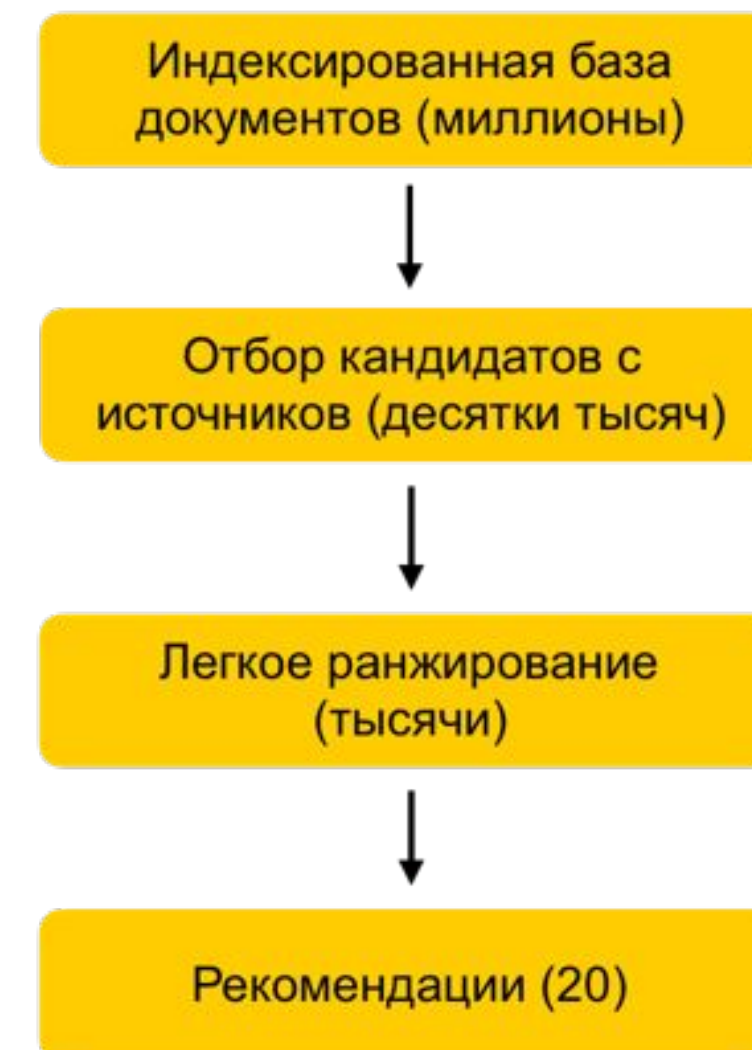 Индексированная база
документов (миллионы)
Отбор кандидатов с
источников (десятки тысяч)
Легкое ранжирование
(тысячи)
Рекомендации (20)